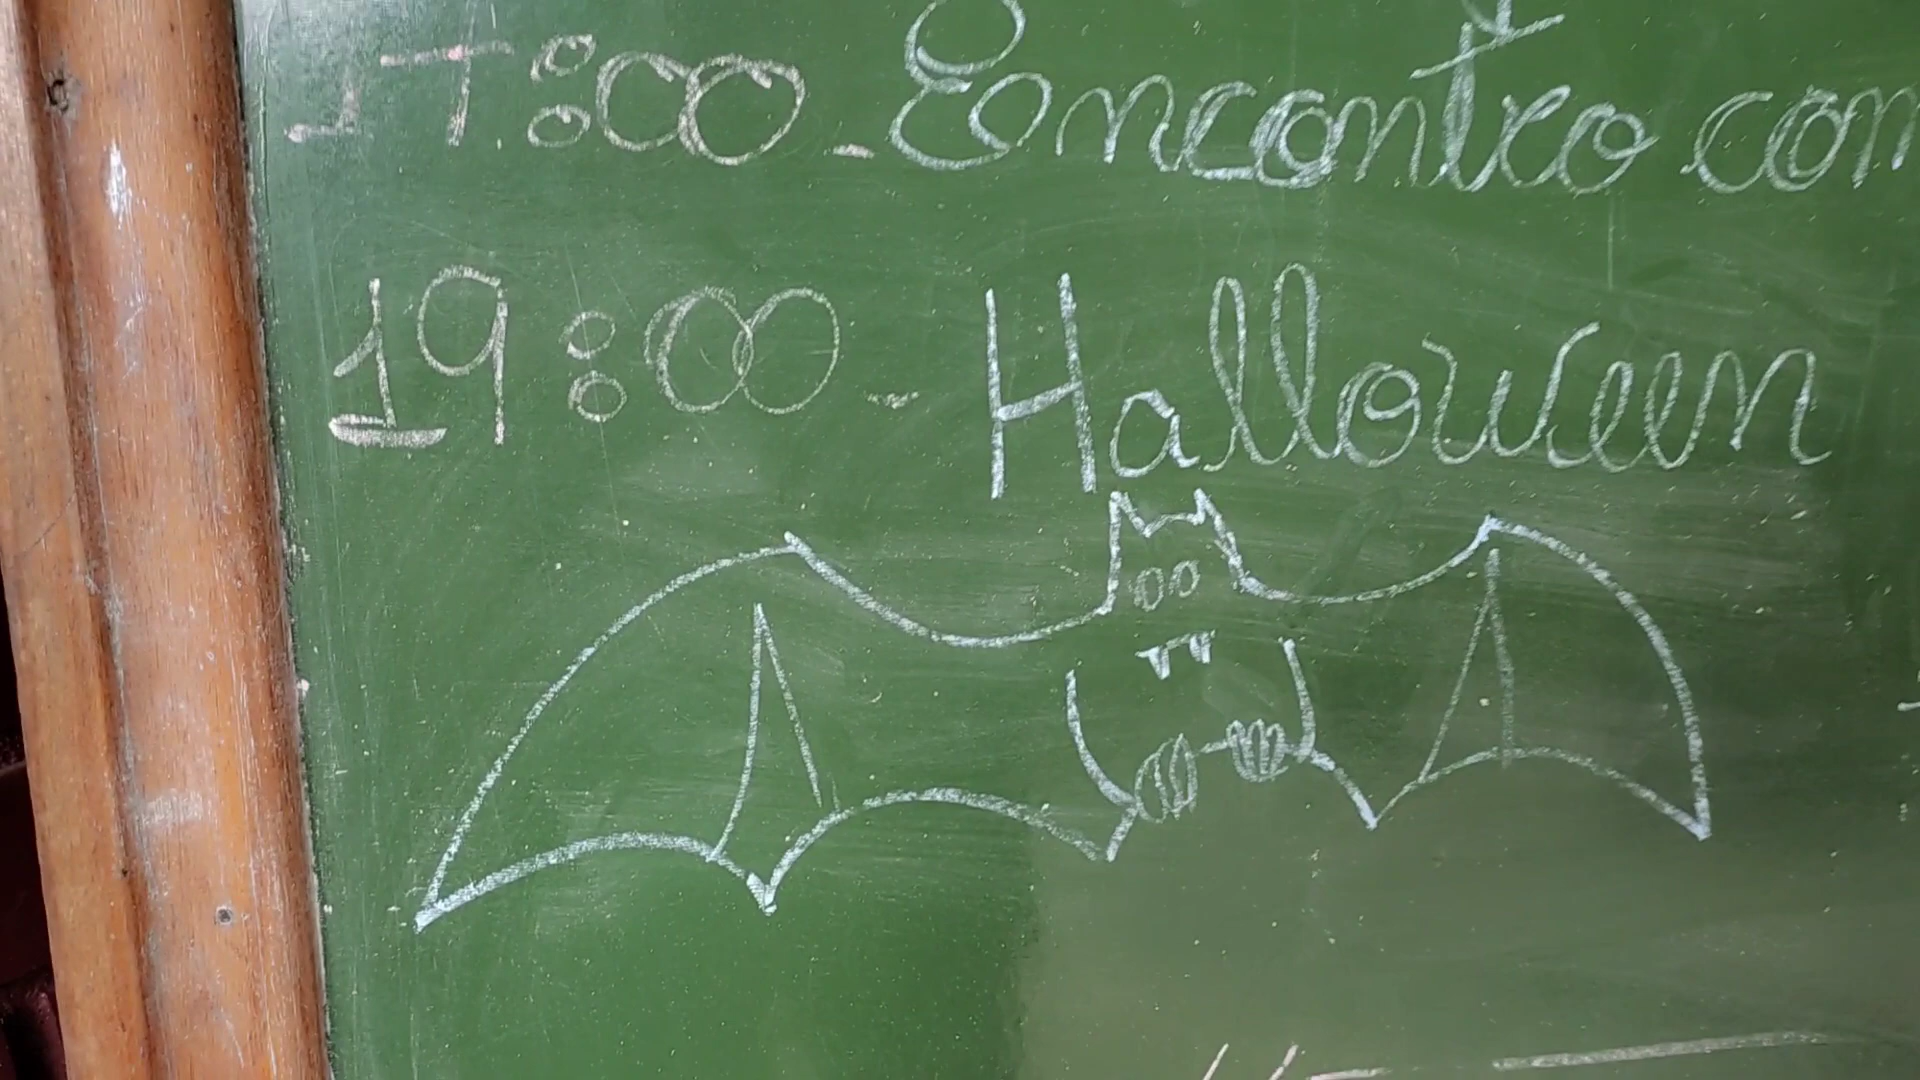 17:00 - Encontro com
19:00 - Halloween